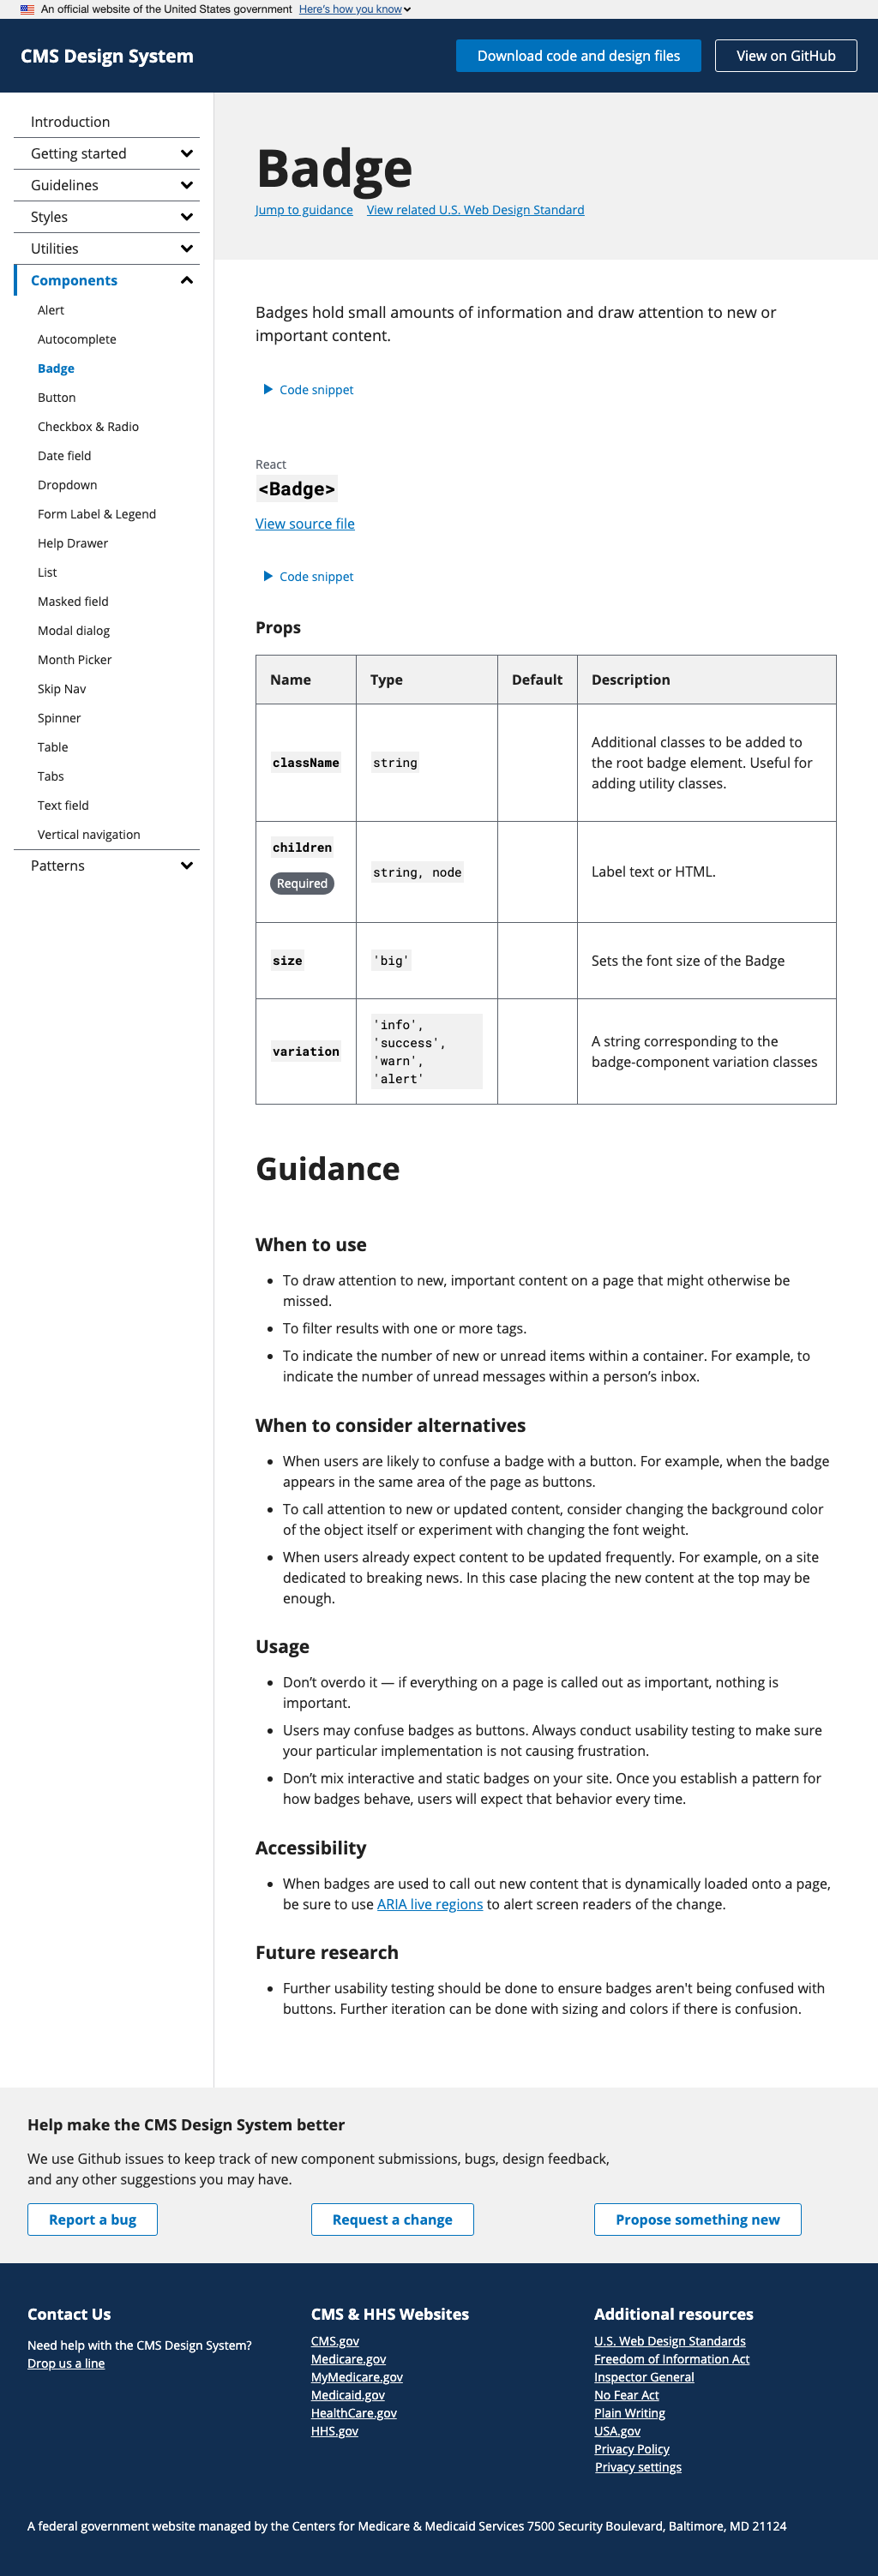 An official website of the United States government Here's how you know
CMS Design System
Download code and design files
View on GitHub
Introduction
Getting started
Guidelines
Styles
Utilities
Components
Alert
Autocomplete
Badge
Button
Checkbox & Radio
Date field
Dropdown
Form Label & Legend
Help Drawer
List
Masked field
Modal dialog
Month Picker
Skip Nav
Spinner
Table
Tabs
Text field
Vertical navigation
Patterns
Badge
Jump to guidance View related U.S. Web Design Standard
Badges hold small amounts of information and draw attention to new or
important content.
Code snippet
React
<Badge>
View source file
Code snippet
Props
Name Type Default Description
className string Additional classes to be added to
the root badge element. Useful for
adding utility classes.
children
Required
string, node Label text or HTML.
size 'big' Sets the font size of the Badge
variation
'info',
'success',
'warn',
'alert'
A string corresponding to the
badge-component variation classes
Guidance
When to use
• To draw attention to new, important content on a page that might otherwise be
missed.
• To filter results with one or more tags.
• To indicate the number of new or unread items within a container. For example, to
indicate the number of unread messages within a person’s inbox.
When to consider alternatives
• When users are likely to confuse a badge with a button. For example, when the badge
appears in the same area of the page as buttons.
• To call attention to new or updated content, consider changing the background color
of the object itself or experiment with changing the font weight.
• When users already expect content to be updated frequently. For example, on a site
dedicated to breaking news. In this case placing the new content at the top may be
enough.
Usage
• Don’t overdo it — if everything on a page is called out as important, nothing is
important.
• Users may confuse badges as buttons. Always conduct usability testing to make sure
your particular implementation is not causing frustration.
• Don’t mix interactive and static badges on your site. Once you establish a pattern for
how badges behave, users will expect that behavior every time.
Accessibility
• When badges are used to call out new content that is dynamically loaded onto a page,
be sure to use ARIA live regions to alert screen readers of the change.
Future research
• Further usability testing should be done to ensure badges aren't being confused with
buttons. Further iteration can be done with sizing and colors if there is confusion.
Help make the CMS Design System better
We use Github issues to keep track of new component submissions, bugs, design feedback,
and any other suggestions you may have.
Report a bug
Request a change
Propose something new
Contact Us
Need help with the CMS Design System?
Drop us a line
CMS & HHS Websites
CMS.gov
Medicare.gov
MyMedicare.gov
Medicaid.gov
HealthCare.gov
HHS.gov
Additional resources
U.S. Web Design Standards
Freedom of Information Act
Inspector General
No Fear Act
Plain Writing
USA.gov
Privacy Policy
Privacy settings
A federal government website managed by the Centers for Medicare & Medicaid Services 7500 Security Boulevard, Baltimore, MD 21124